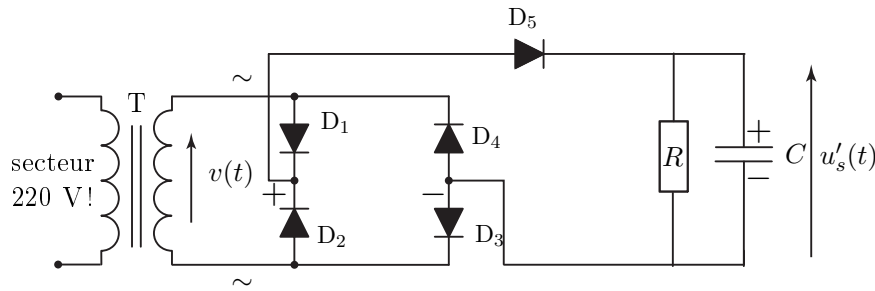 D5
∼
T
D1
D4
secteur
220 V!
v(t)
+
−
R
+
−
C
u's(t)
D2
D3
∼